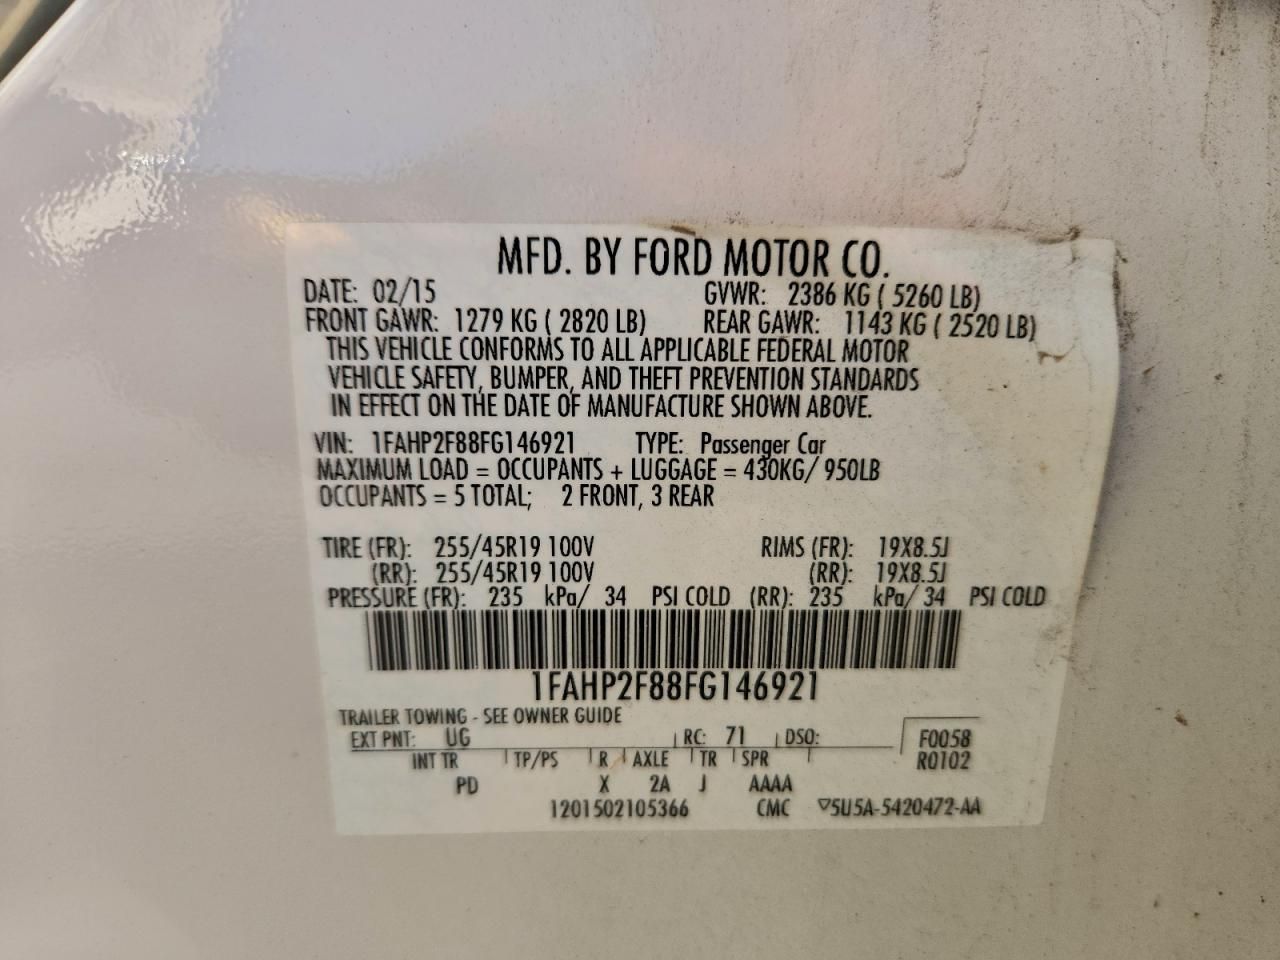 MFD. BY FORD MOTOR CO.
DATE: 02/15 GVWR: 2386 KG ( 5260 LB)
FRONT GAWR: 1279 KG ( 2820 LB) REAR GAWR: 1143 KG ( 2520 LB)
THIS VEHICLE CONFORMS TO ALL APPLICABLE FEDERAL MOTOR
VEHICLE SAFETY, BUMPER, AND THEFT PREVENTION STANDARDS
IN EFFECT ON THE DATE OF MANUFACTURE SHOWN ABOVE.
VIN: 1FAHP2F88FG146921 TYPE: Passenger Car
MAXIMUM LOAD = OCCUPANTS + LUGGAGE = 430KG/ 950LB
OCCUPANTS = 5 TOTAL; 2 FRONT, 3 REAR
TIRE (FR): 255/45R19 100V RIMS (FR): 19X8.5J
(RR): 255/45R19 100V (RR): 19X8.5J
PRESSURE (FR): 235 kPa/ 34 PSI COLD (RR): 235 kPa/ 34 PSI COLD
1FAHP2F88FG146921
TRAILER TOWING - SEE OWNER GUIDE
EXT PNT: UG RC: 71 DSO: F0058
INT TR TP/PS R AXLE TR SPR R0102
PD X 2A J AAAA
1201502105366 CMC ▽5U5A-5420472-AA